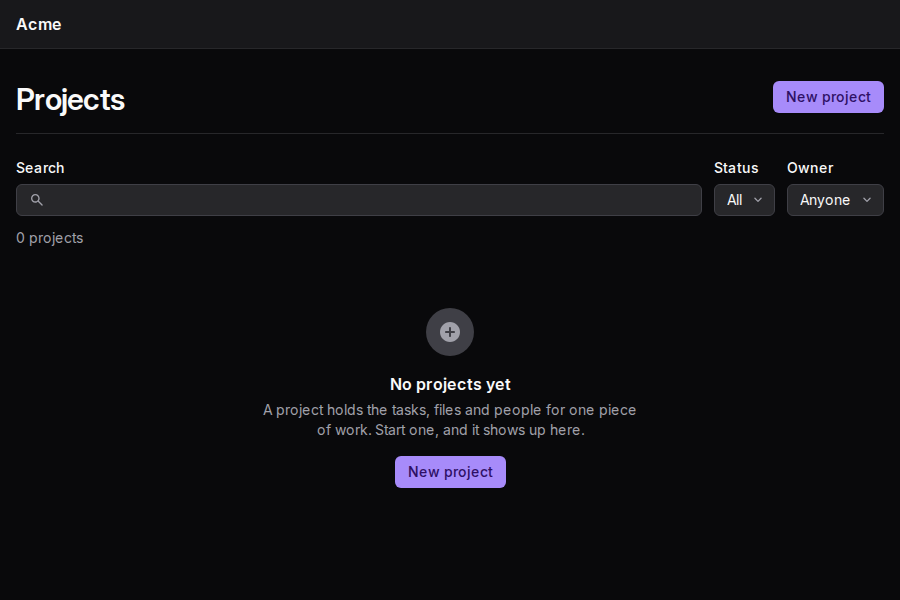 Acme
Projects
New project
Search
Status
Owner
All
Anyone
0 projects
No projects yet
A project holds the tasks, files and people for one piece
of work. Start one, and it shows up here.
New project